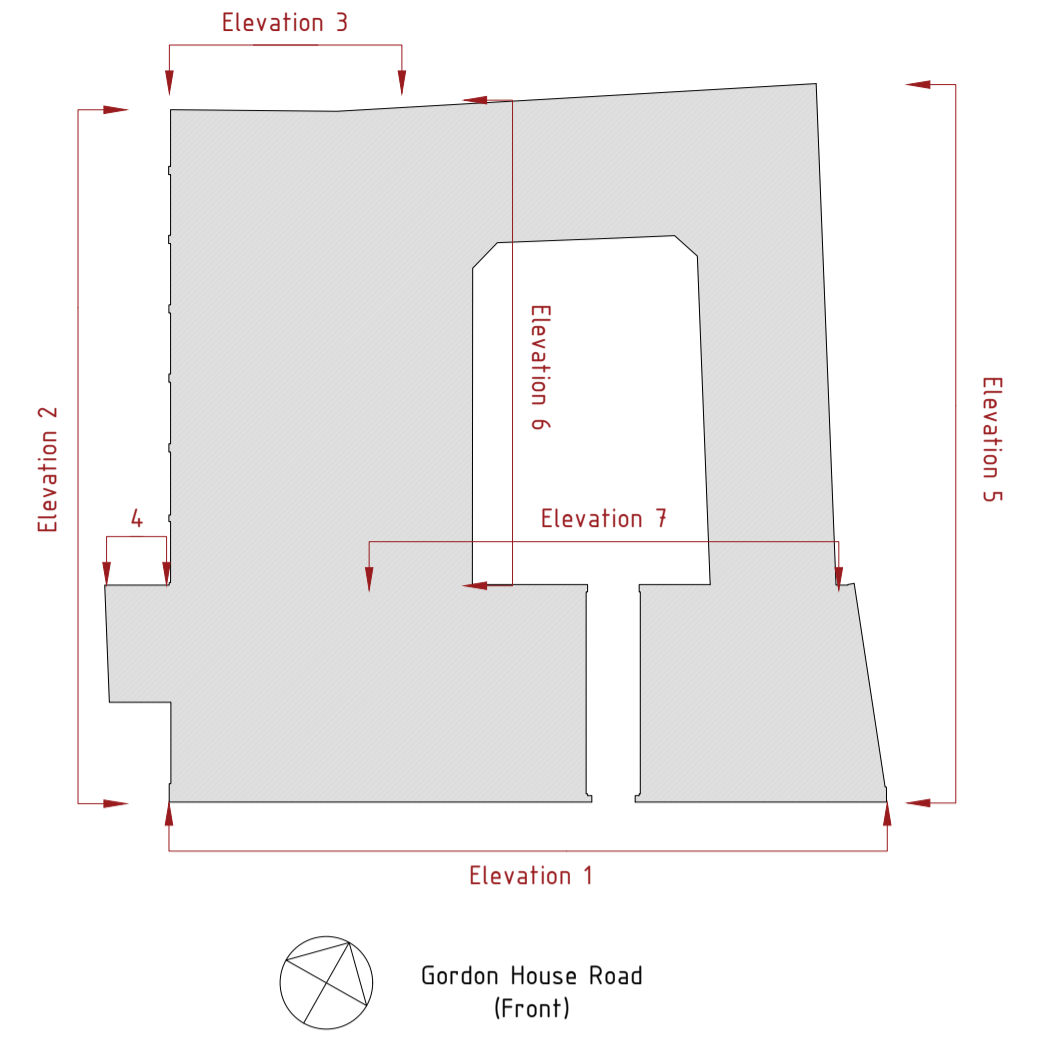 Elevation 3
Elevation 6
Elevation 5
Elevation 2
4
Elevation 7
Elevation 1
Gordon House Road
(Front)